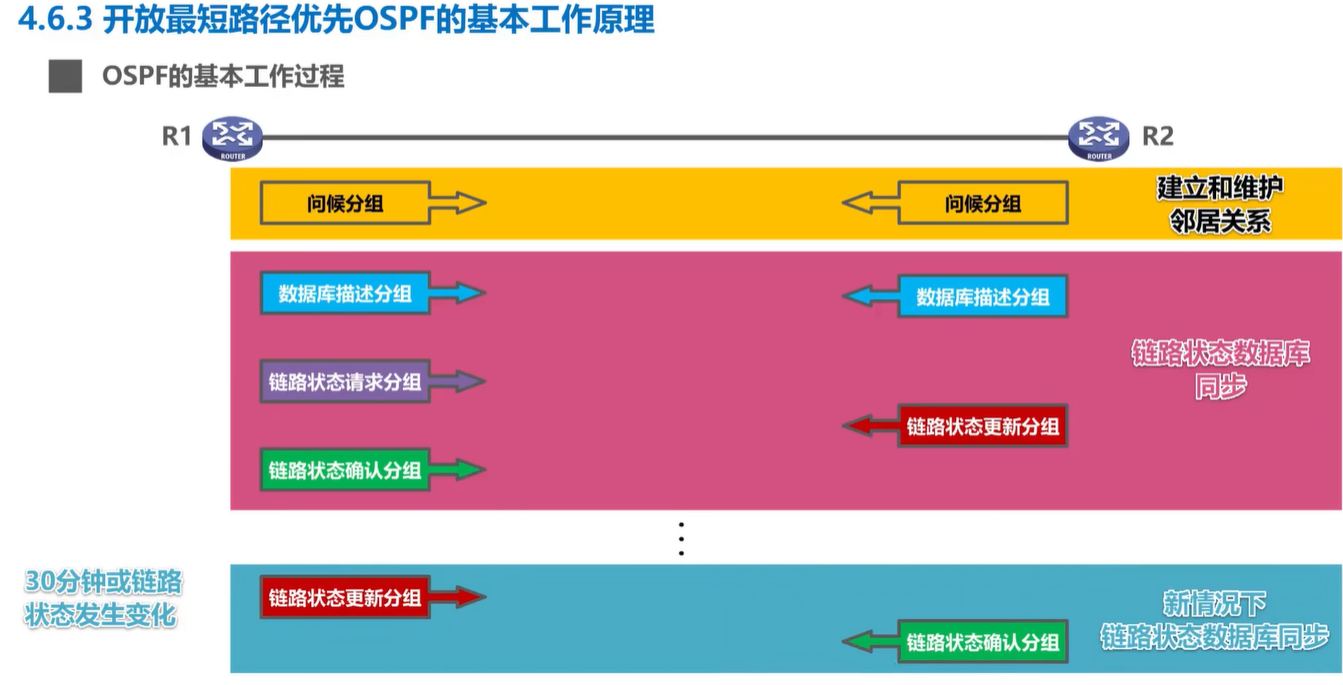 4.6.3 开放最短路径优先OSPF的基本工作原理
OSPF的基本工作过程
R1
ROUTER
ROUTER
R2
问候分组
问候分组
建立和维护
邻居关系
数据库描述分组
数据库描述分组
链路状态数据库
同步
链路状态请求分组
链路状态更新分组
链路状态确认分组
30分钟或链路
状态发生变化
链路状态更新分组
新情况下
链路状态数据库同步
链路状态确认分组